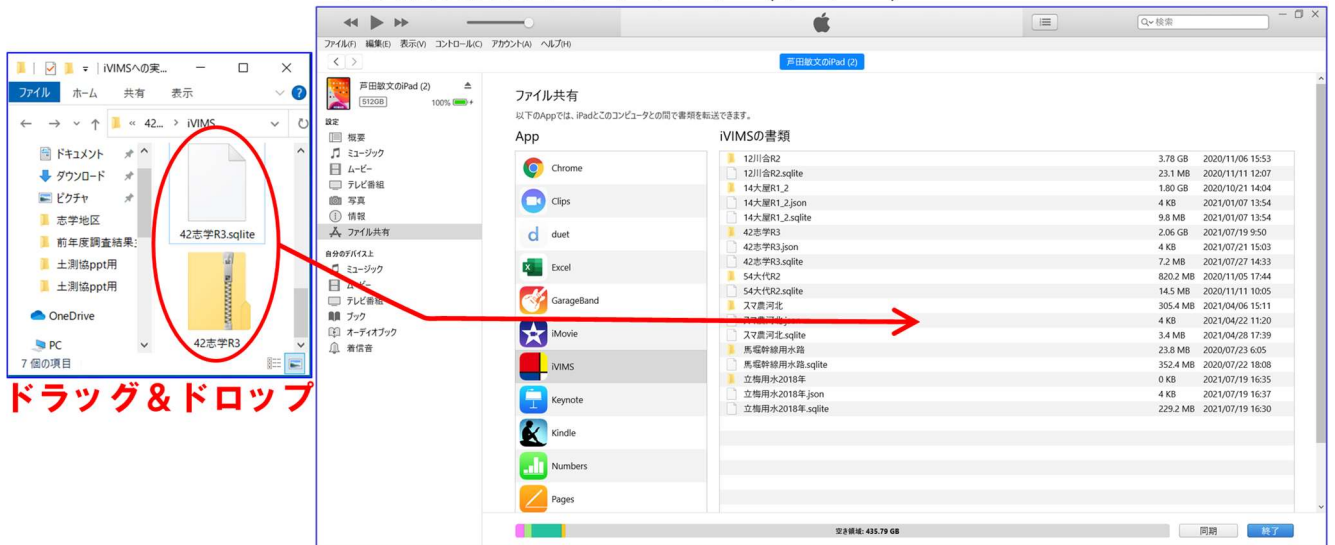 iVIMSへの実...
ファイル ホーム 共有 表示
« 42... > iVIMS
ドキュメント
ダウンロード
ピクチャ
志学地区
前年度調査結果:
土測協ppt用
土測協ppt用
OneDrive
PC
42志学R3.sqlite
42志学R3
7 個の項目
ドラッグ&ドロップ
検索
ファイル(F) 編集(E) 表示(V) コントロール(C) アカウント(A) ヘルプ(H)
芦田敏文のiPad (2)
芦田敏文のiPad (2)
512GB 100%
設定
概要
ミュージック
ムービー
テレビ番組
写真
情報
ファイル共有
自分のデバイス上
ミュージック
ムービー
テレビ番組
ブック
オーディオブック
着信音
ファイル共有
以下のAppでは、iPadとこのコンピュータとの間で書類を転送できます。
App
Chrome
Clips
duet
Excel
GarageBand
iMovie
iVIMS
Keynote
Kindle
Numbers
Pages
iVIMSの書類
12川合R2 3.78 GB 2020/11/06 15:53
12川合R2.sqlite 23.1 MB 2020/11/11 12:07
14大屋R1_2 1.80 GB 2020/10/21 14:04
14大屋R1_2.json 4 KB 2021/01/07 13:54
14大屋R1_2.sqlite 9.8 MB 2021/01/07 13:54
42志学R3 2.06 GB 2021/07/19 9:50
42志学R3.json 4 KB 2021/07/21 15:03
42志学R3.sqlite 7.2 MB 2021/07/27 14:33
54大代R2 820.2 MB 2020/11/05 17:44
54大代R2.sqlite 14.5 MB 2020/11/11 10:05
スマ農河北 305.4 MB 2021/04/06 15:11
スマ農河北.json 4 KB 2021/04/22 11:20
スマ農河北.sqlite 3.4 MB 2021/04/28 17:39
馬堀幹線用水路 23.8 MB 2020/07/23 6:05
馬堀幹線用水路.sqlite 352.4 MB 2020/07/22 18:08
立梅用水2018年 0 KB 2021/07/19 16:35
立梅用水2018年.json 4 KB 2021/07/19 16:37
立梅用水2018年.sqlite 229.2 MB 2021/07/19 16:30
空き領域: 435.79 GB
同期 終了